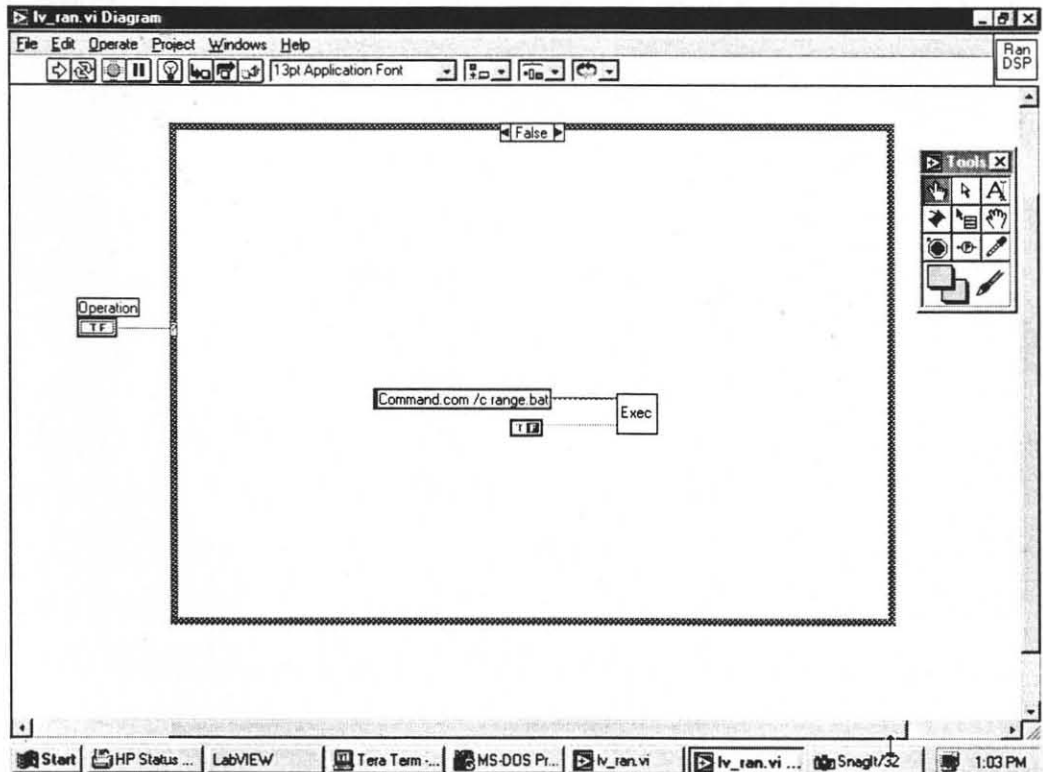 lv_ran.vi Diagram
File Edit Operate Project Windows Help
Ran
DSP
13pt Application Font
False
Tools
Operation
TF
Command.com /c range.bat
Exec
T F
Start HP Status ... LabVIEW Tera Term -... MS-DOS Pr... lv_ran.vi lv_ran.vi ... SnagIt/32 1:03 PM